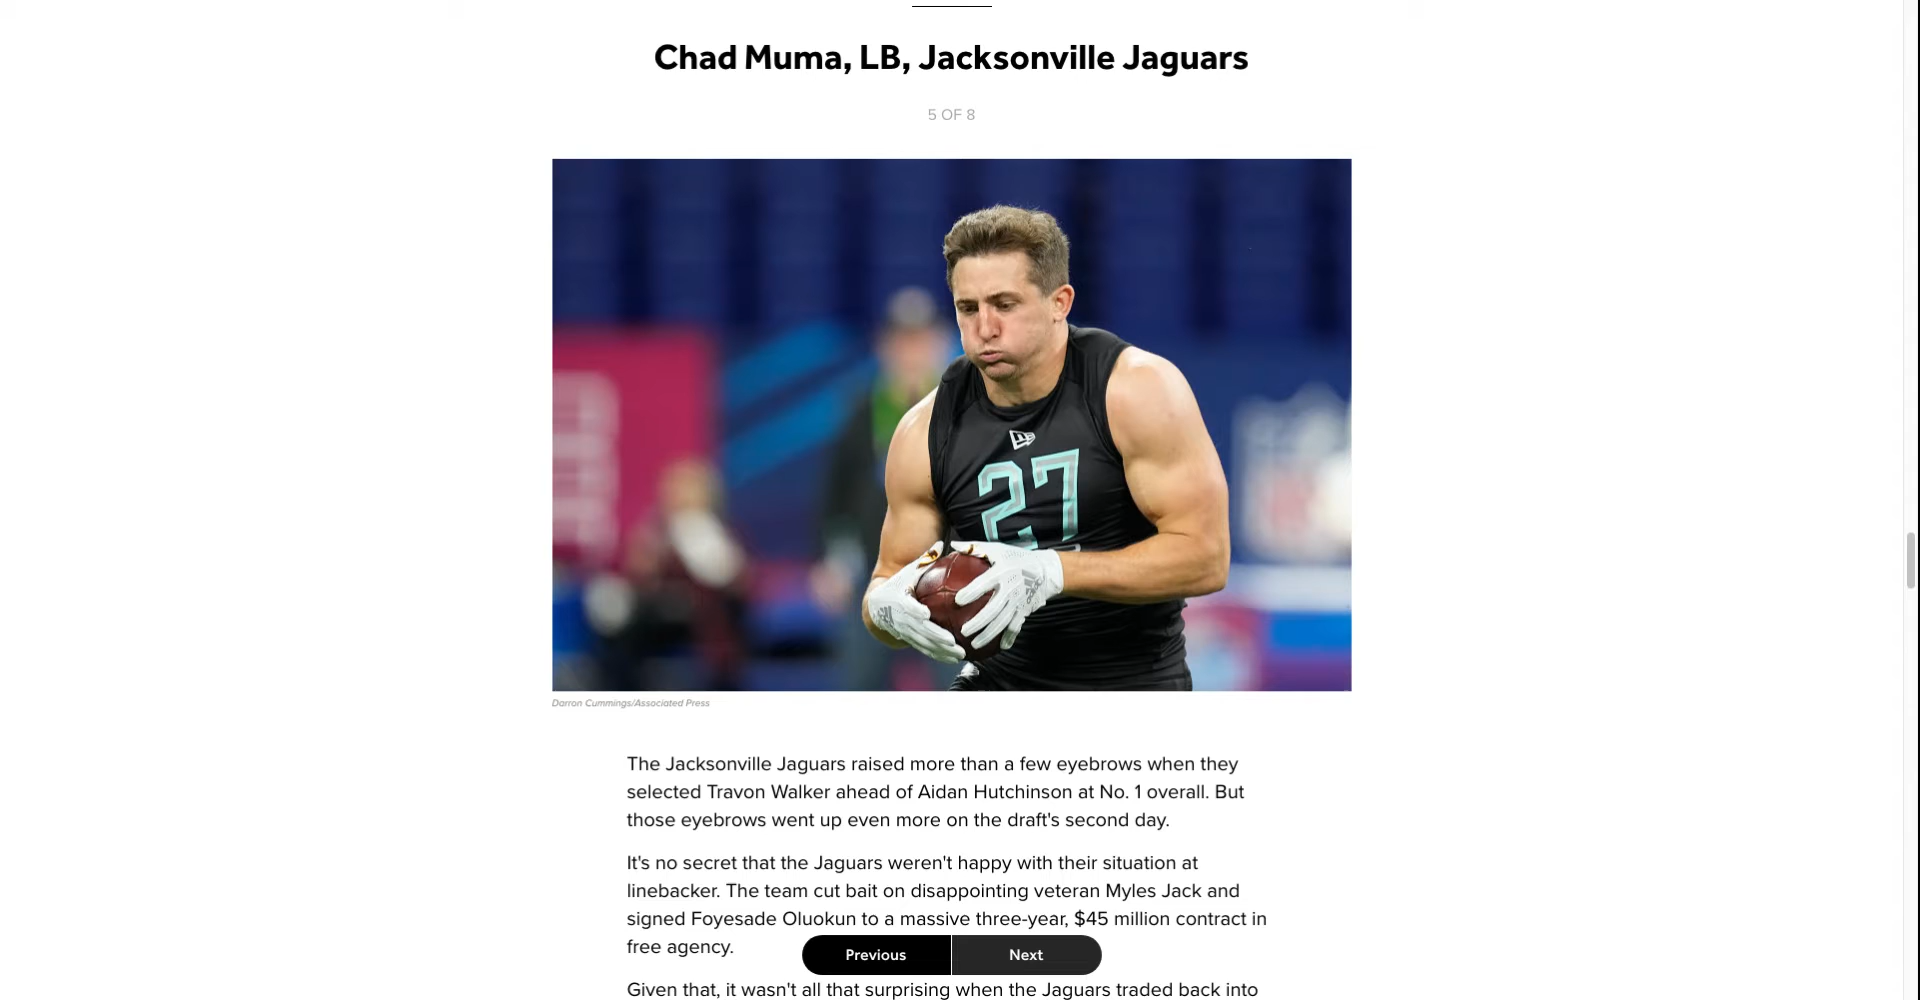 Chad Muma, LB, Jacksonville Jaguars
5 OF 8
27
adidas
Darron Cummings/Associated Press
The Jacksonville Jaguars raised more than a few eyebrows when they
selected Travon Walker ahead of Aidan Hutchinson at No. 1 overall. But
those eyebrows went up even more on the draft's second day.
It's no secret that the Jaguars weren't happy with their situation at
linebacker. The team cut bait on disappointing veteran Myles Jack and
signed Foyesade Oluokun to a massive three-year, $45 million contract in
free agency.
Previous
Next
Given that, it wasn't all that surprising when the Jaguars traded back into